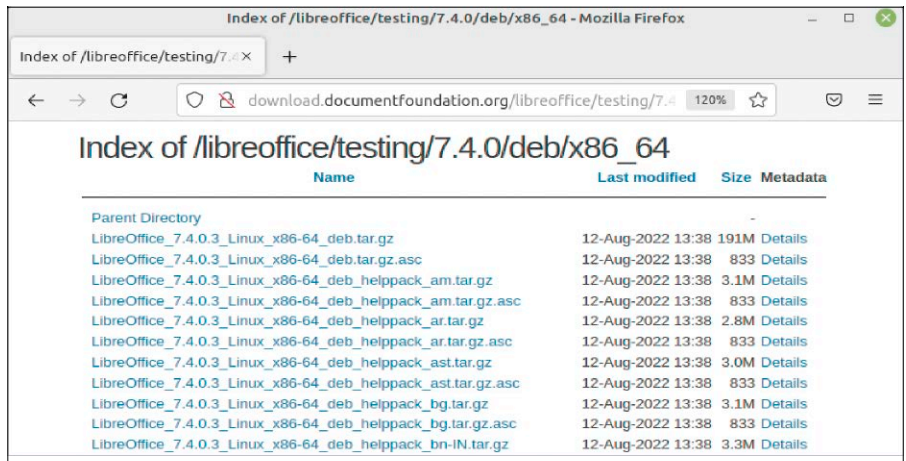 Index of /libreoffice/testing/7.4.0/deb/x86_64 - Mozilla Firefox
Index of /libreoffice/testing/7.4
download.documentfoundation.org/libreoffice/testing/7.4 120%
Index of /libreoffice/testing/7.4.0/deb/x86_64
Name Last modified Size Metadata
Parent Directory -
LibreOffice_7.4.0.3_Linux_x86-64_deb.tar.gz 12-Aug-2022 13:38 191M Details
LibreOffice_7.4.0.3_Linux_x86-64_deb.tar.gz.asc 12-Aug-2022 13:38 833 Details
LibreOffice_7.4.0.3_Linux_x86-64_deb_helppack_am.tar.gz 12-Aug-2022 13:38 3.1M Details
LibreOffice_7.4.0.3_Linux_x86-64_deb_helppack_am.tar.gz.asc 12-Aug-2022 13:38 833 Details
LibreOffice_7.4.0.3_Linux_x86-64_deb_helppack_ar.tar.gz 12-Aug-2022 13:38 2.8M Details
LibreOffice_7.4.0.3_Linux_x86-64_deb_helppack_ar.tar.gz.asc 12-Aug-2022 13:38 833 Details
LibreOffice_7.4.0.3_Linux_x86-64_deb_helppack_ast.tar.gz 12-Aug-2022 13:38 3.0M Details
LibreOffice_7.4.0.3_Linux_x86-64_deb_helppack_ast.tar.gz.asc 12-Aug-2022 13:38 833 Details
LibreOffice_7.4.0.3_Linux_x86-64_deb_helppack_bg.tar.gz 12-Aug-2022 13:38 3.1M Details
LibreOffice_7.4.0.3_Linux_x86-64_deb_helppack_bg.tar.gz.asc 12-Aug-2022 13:38 833 Details
LibreOffice_7.4.0.3_Linux_x86-64_deb_helppack_bn-IN.tar.gz 12-Aug-2022 13:38 3.3M Details